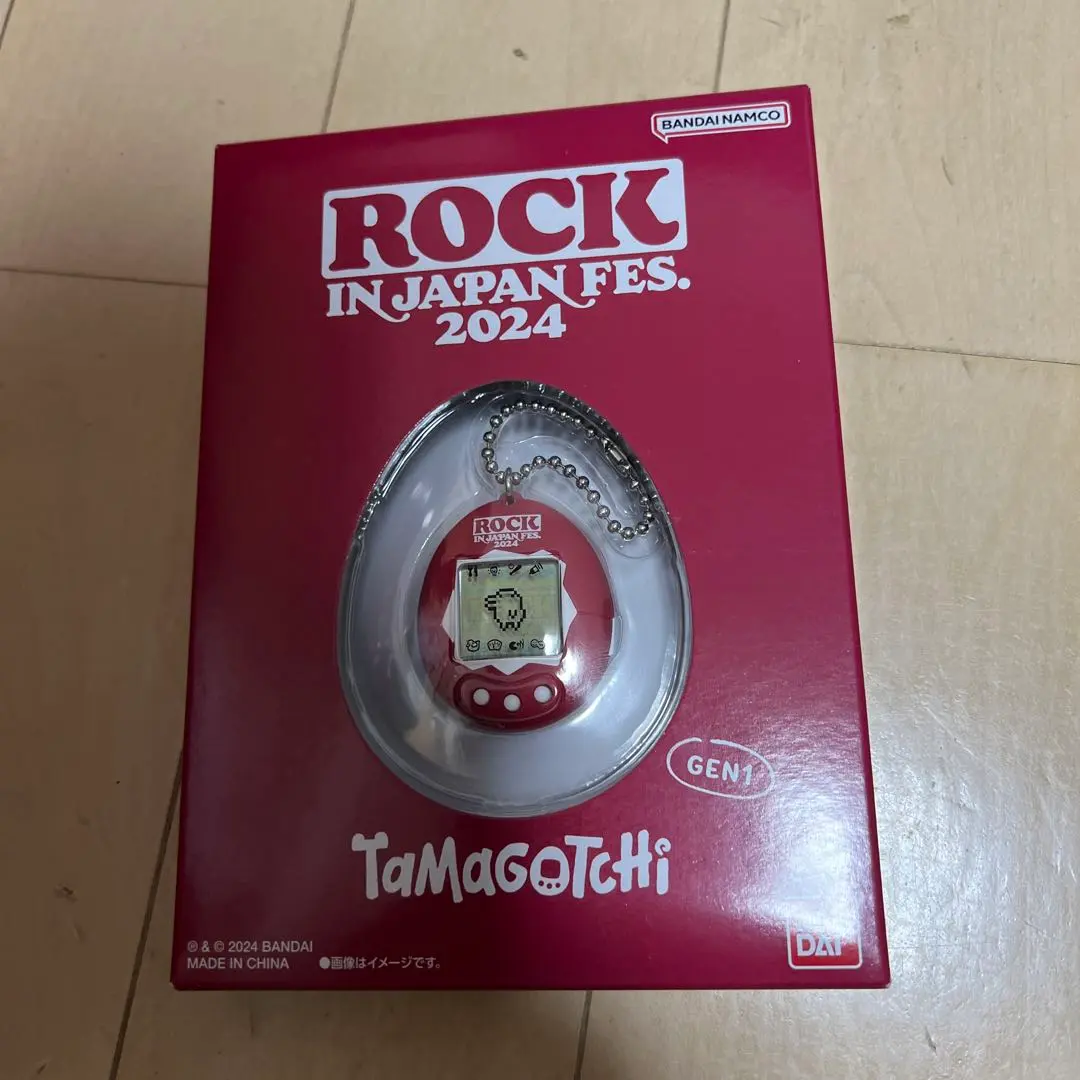 BANDAI NAMCO
ROCK
IN JAPAN FES.
2024
ROCK
IN JAPAN FES.
2024
GEN1
TaMaGoTcHi
℗ & © 2024 BANDAI
MADE IN CHINA ●画像はイメージです。